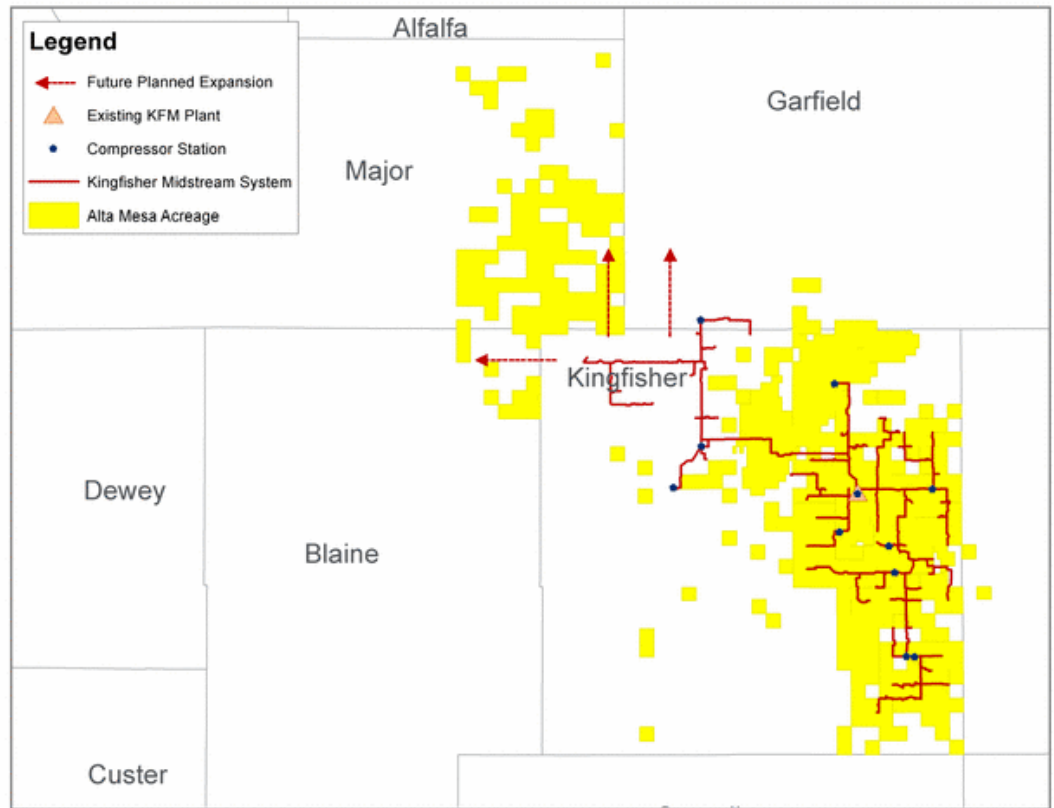 Legend
Future Planned Expansion
Existing KFM Plant
Compressor Station
Kingfisher Midstream System
Alta Mesa Acreage
Alfalfa
Garfield
Major
Kingfisher
Dewey
Blaine
Custer